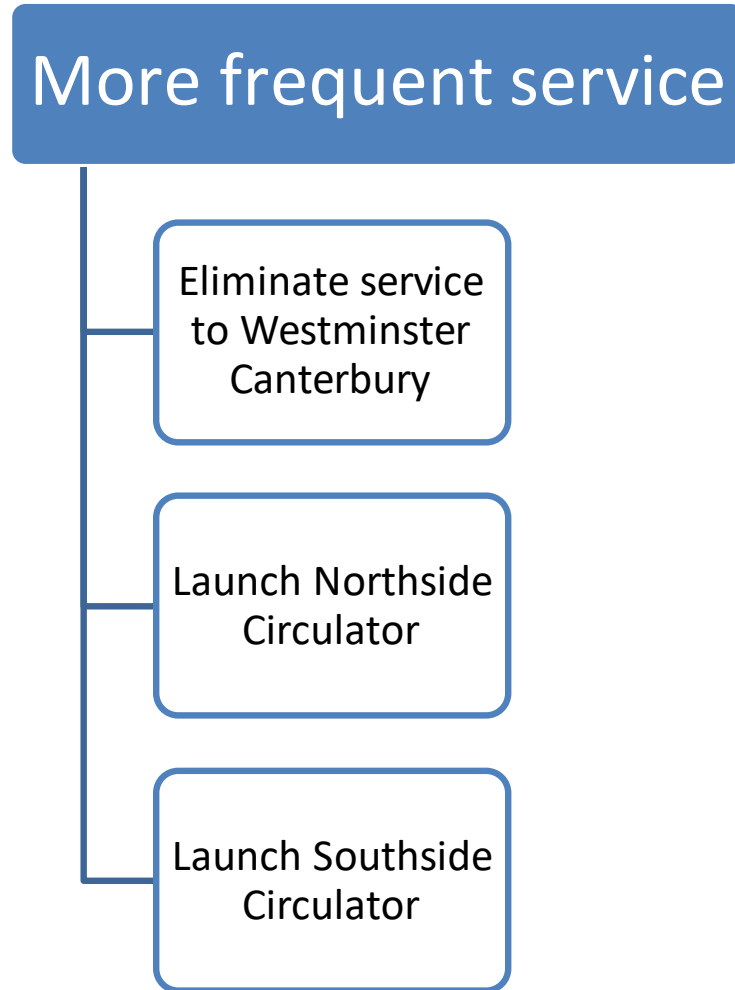 More frequent service
Eliminate service
to Westminster
Canterbury
Launch Northside
Circulator
Launch Southside
Circulator